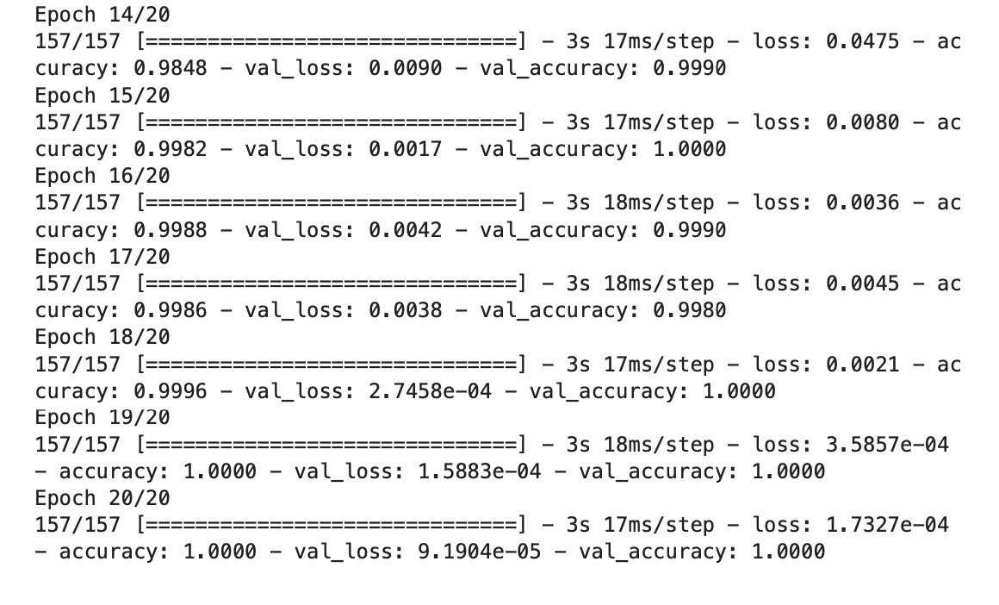 Epoch 14/20
157/157 [==============================] - 3s 17ms/step - loss: 0.0475 - ac
curacy: 0.9848 - val_loss: 0.0090 - val_accuracy: 0.9990
Epoch 15/20
157/157 [==============================] - 3s 17ms/step - loss: 0.0080 - ac
curacy: 0.9982 - val_loss: 0.0017 - val_accuracy: 1.0000
Epoch 16/20
157/157 [==============================] - 3s 18ms/step - loss: 0.0036 - ac
curacy: 0.9988 - val_loss: 0.0042 - val_accuracy: 0.9990
Epoch 17/20
157/157 [==============================] - 3s 18ms/step - loss: 0.0045 - ac
curacy: 0.9986 - val_loss: 0.0038 - val_accuracy: 0.9980
Epoch 18/20
157/157 [==============================] - 3s 17ms/step - loss: 0.0021 - ac
curacy: 0.9996 - val_loss: 2.7458e-04 - val_accuracy: 1.0000
Epoch 19/20
157/157 [==============================] - 3s 18ms/step - loss: 3.5857e-04
- accuracy: 1.0000 - val_loss: 1.5883e-04 - val_accuracy: 1.0000
Epoch 20/20
157/157 [==============================] - 3s 17ms/step - loss: 1.7327e-04
- accuracy: 1.0000 - val_loss: 9.1904e-05 - val_accuracy: 1.0000